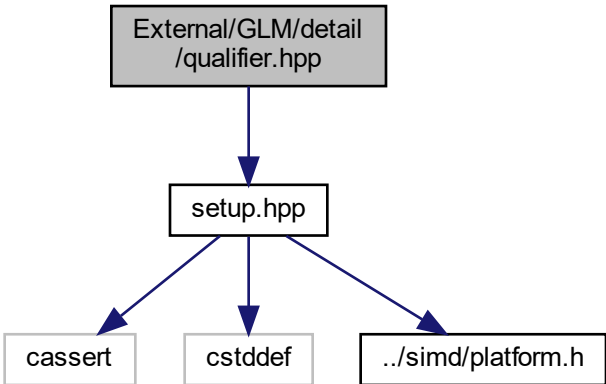 External/GLM/detail
/qualifier.hpp
setup.hpp
cassert
cstddef
../simd/platform.h